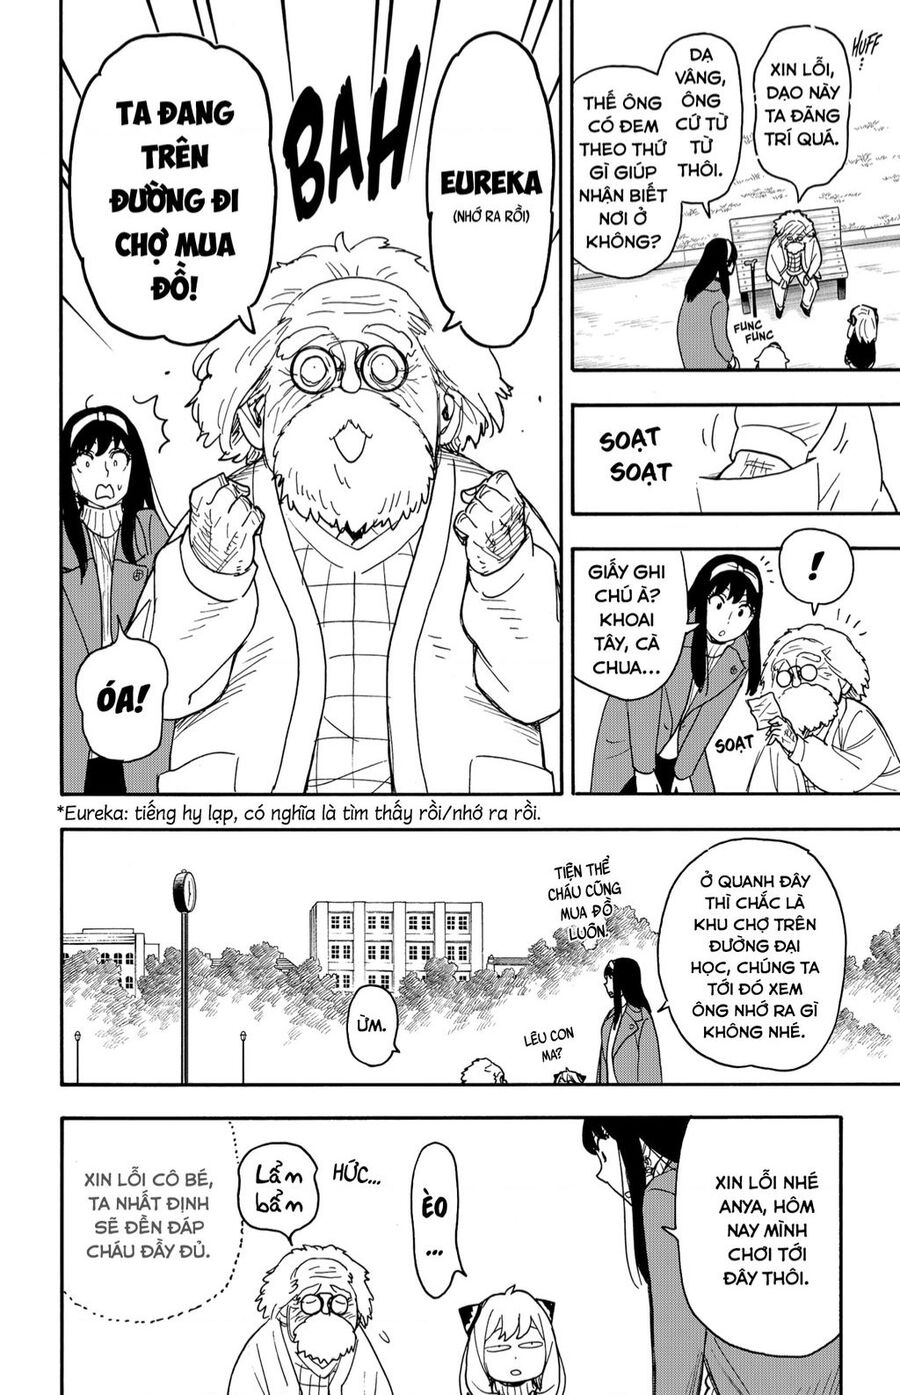 HUFF
XIN LỖI,
DẠO NÀY
TA ĐÃNG
TRÍ QUÁ.
DẠ
VÂNG,
ÔNG
CỨ TỪ
TỪ
THÔI.
THẾ ÔNG
CÓ ĐEM
THEO THỨ
GÌ GIÚP
NHẬN BIẾT
NƠI Ở
KHÔNG?
FUNC
FUNC
SOẠT
SOẠT
!
GIẤY GHI
CHÚ À?
KHOAI
TÂY, CÀ
CHUA...
SOẠT
EUREKA
(NHỚ RA RỒI)
BAH
TA ĐANG
TRÊN
ĐƯỜNG ĐI
CHỢ MUA
ĐỒ!
ÓA!
*Eureka: tiếng hy lạp, có nghĩa là tìm thấy rồi/nhớ ra rồi.
Ở QUANH ĐÂY
THÌ CHẮC LÀ
KHU CHỢ TRÊN
ĐƯỜNG ĐẠI
HỌC, CHÚNG TA
TỚI ĐÓ XEM
ÔNG NHỚ RA GÌ
KHÔNG NHÉ.
TIỆN THỂ
CHÁU CŨNG
MUA ĐỒ
LUÔN.
LÊU CON
MA?
ỪM.
XIN LỖI NHÉ
ANYA, HÔM
NAY MÌNH
CHƠI TỚI
ĐÂY THÔI.
ÈO
...
HỨC...
Lẩm
bẩm
XIN LỖI CÔ BÉ,
TA NHẤT ĐỊNH
SẼ ĐỀN ĐÁP
CHÁU ĐẦY ĐỦ.